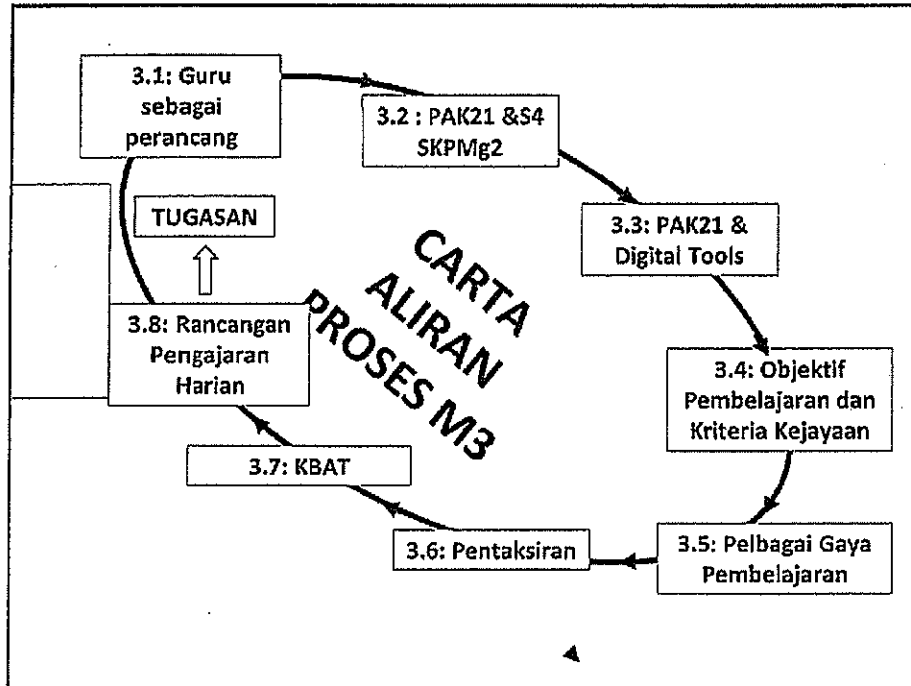 3.1: Guru
sebagai
perancang
3.2 : PAK21 &S4
SKPMg2
3.3: PAK21 &
Digital Tools
3.4: Objektif
Pembelajaran dan
Kriteria Kejayaan
3.5: Pelbagai Gaya
Pembelajaran
3.6: Pentaksiran
3.7: KBAT
3.8: Rancangan
Pengajaran
Harian
TUGASAN
CARTA
ALIRAN
PROSES M3